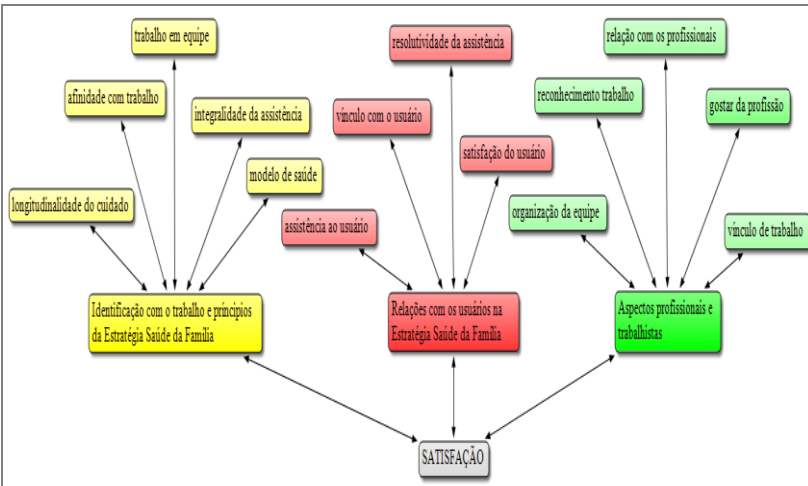 trabalho em equipe
relação com os profissionais
resolutividade da assistência
afinidade com trabalho
reconhecimento trabalho
gostar da profissão
integralidade da assistência
vínculo com o usuário
satisfação do usuário
modelo de saúde
longitudinalidade do cuidado
organização da equipe
assistência ao usuário
vínculo de trabalho
Identificação com o trabalho e princípios
da Estratégia Saúde da Família
Relações com os usuários na
Estratégia Saúde da Família
Aspectos profissionais e
trabalhistas
SATISFAÇÃO